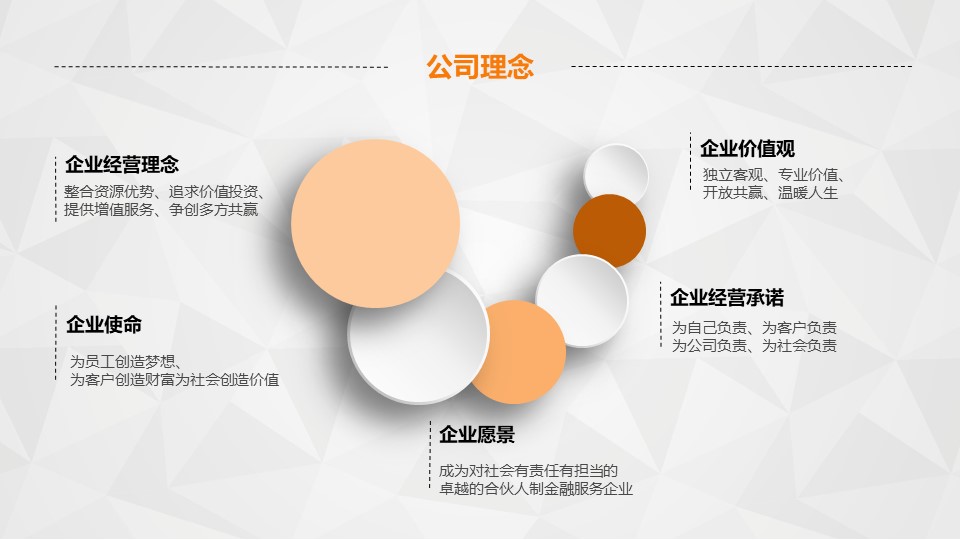 公司理念
企业经营理念
整合资源优势、追求价值投资、
提供增值服务、争创多方共赢
企业使命
为员工创造梦想、
为客户创造财富为社会创造价值
企业愿景
成为对社会有责任有担当的
卓越的合伙人制金融服务企业
企业价值观
独立客观、专业价值、
开放共赢、温暖人生
企业经营承诺
为自己负责、为客户负责
为公司负责、为社会负责